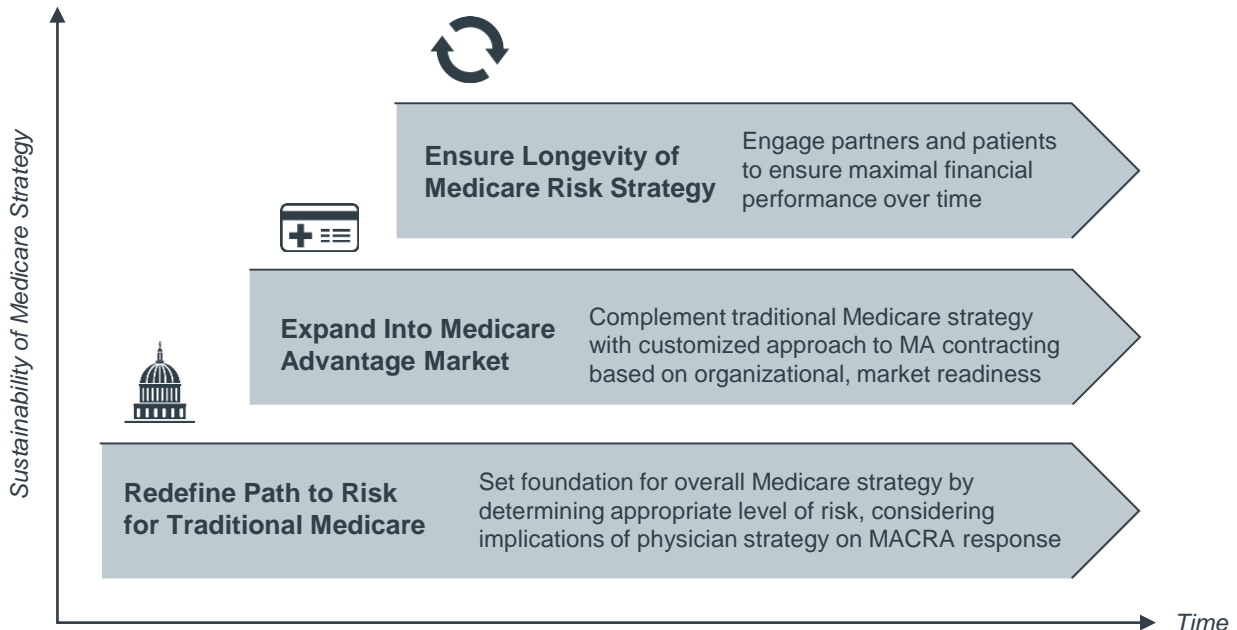 Sustainability of Medicare Strategy
Ensure Longevity of
Medicare Risk Strategy
Engage partners and patients
to ensure maximal financial
performance over time
Expand Into Medicare
Advantage Market
Complement traditional Medicare strategy
with customized approach to MA contracting
based on organizational, market readiness
Redefine Path to Risk
for Traditional Medicare
Set foundation for overall Medicare strategy by
determining appropriate level of risk, considering
implications of physician strategy on MACRA response
Time